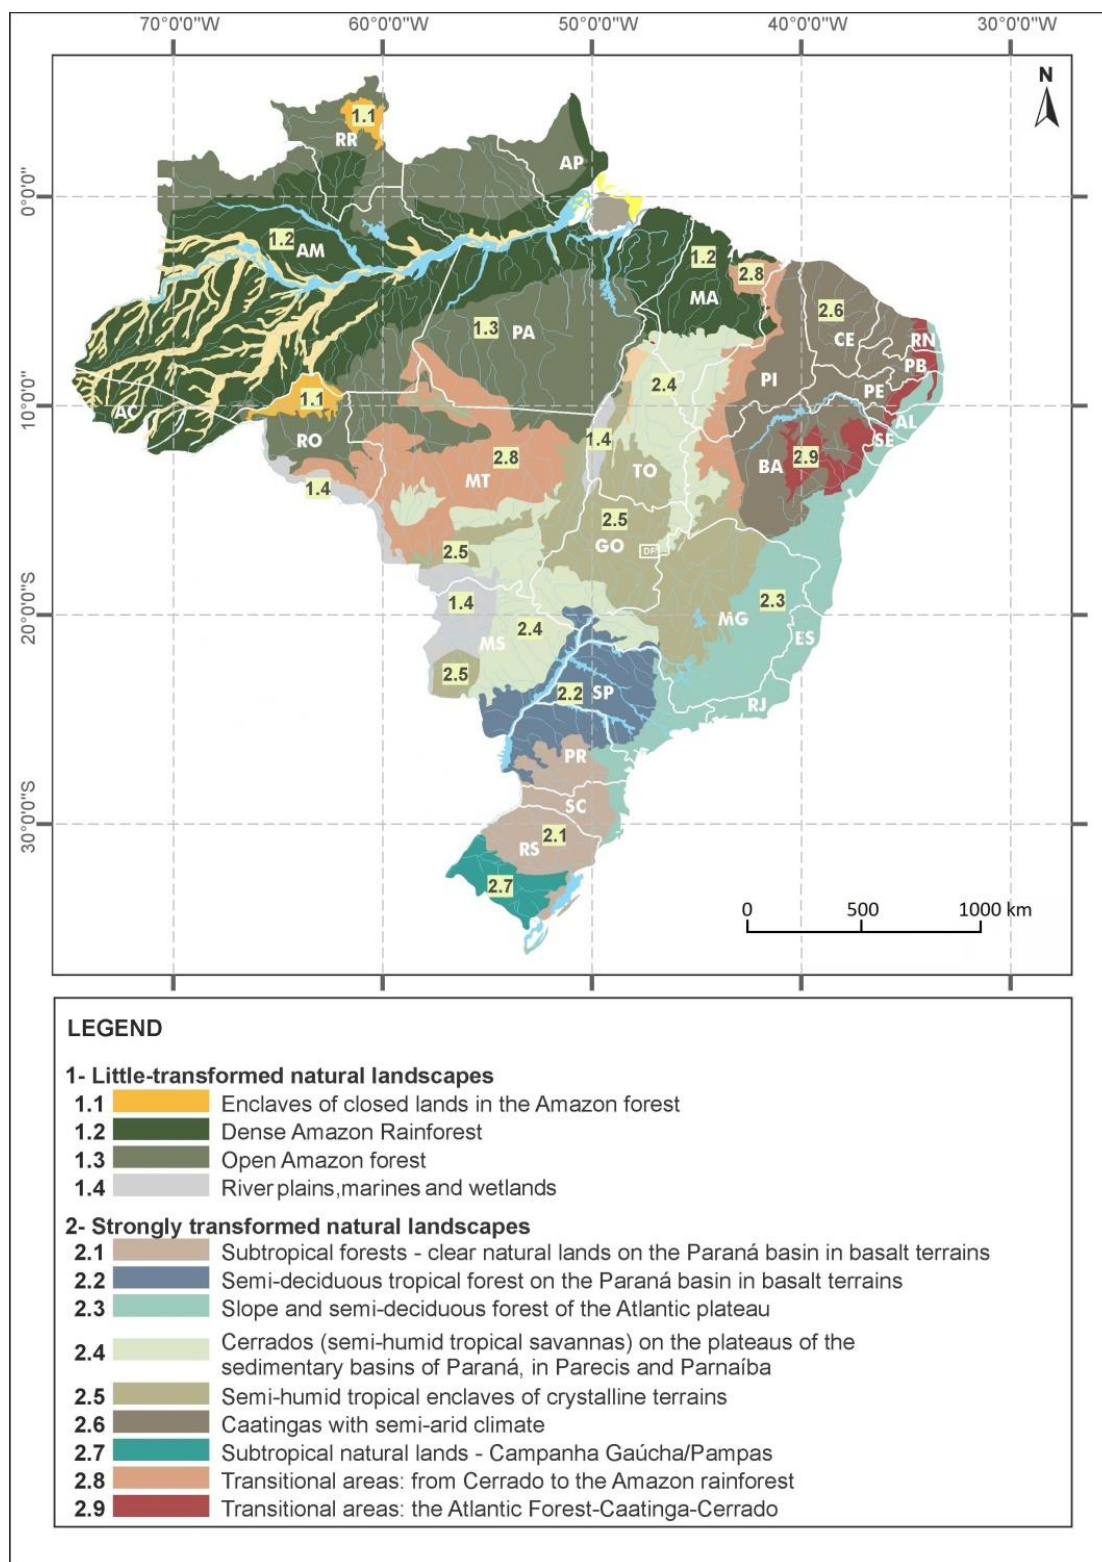 70°0'0"W 60°0'0"W 50°0'0"W 40°0'0"W 30°0'0"W
N
1.1
RR
AP
0°0'0"
1.2
AM
1.2
2.8
MA
2.6
1.3
PA
CE
RN
PB
2.4
PI
PE
1.1
10°0'0"S
AC
AL
RO
1.4
SE
2.8
TO
BA
2.9
MT
1.4
2.5
GO
DF
2.5
1.4
2.3
20°0'0"S
MG
2.4
MS
ES
2.5
2.2
SP
RJ
PR
SC
30°0'0"S
2.1
RS
2.7
0 500 1000 km
LEGEND
1- Little-transformed natural landscapes
1.1 Enclaves of closed lands in the Amazon forest
1.2 Dense Amazon Rainforest
1.3 Open Amazon forest
1.4 River plains,marines and wetlands
2- Strongly transformed natural landscapes
2.1 Subtropical forests - clear natural lands on the Paraná basin in basalt terrains
2.2 Semi-deciduous tropical forest on the Paraná basin in basalt terrains
2.3 Slope and semi-deciduous forest of the Atlantic plateau
2.4 Cerrados (semi-humid tropical savannas) on the plateaus of the
sedimentary basins of Paraná, in Parecis and Parnaíba
2.5 Semi-humid tropical enclaves of crystalline terrains
2.6 Caatingas with semi-arid climate
2.7 Subtropical natural lands - Campanha Gaúcha/Pampas
2.8 Transitional areas: from Cerrado to the Amazon rainforest
2.9 Transitional areas: the Atlantic Forest-Caatinga-Cerrado